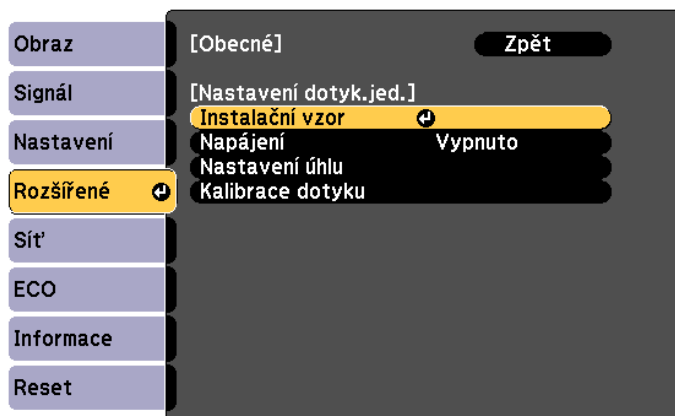 Obraz
Signál
Nastavení
Rozšířené
Síť
ECO
Informace
Reset
[Obecné] Zpět
[Nastavení dotyk.jed.]
Instalační vzor
Napájení Vypnuto
Nastavení úhlu
Kalibrace dotyku